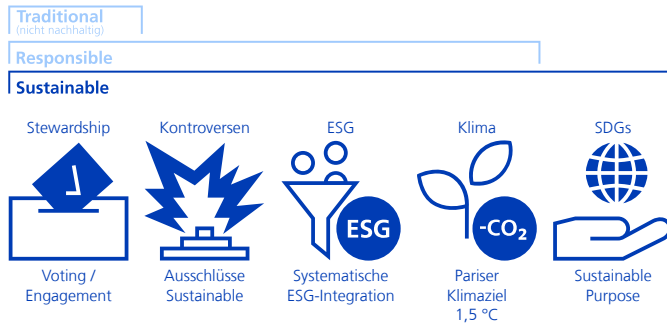 Traditional
(nicht nachhaltig)
Responsible
Sustainable
Stewardship
Kontroversen
ESG
Klima
SDGs
ESG
-CO₂
Voting /
Engagement
Ausschlüsse
Sustainable
Systematische
ESG-Integration
Pariser
Klimaziel
1,5 °C
Sustainable
Purpose